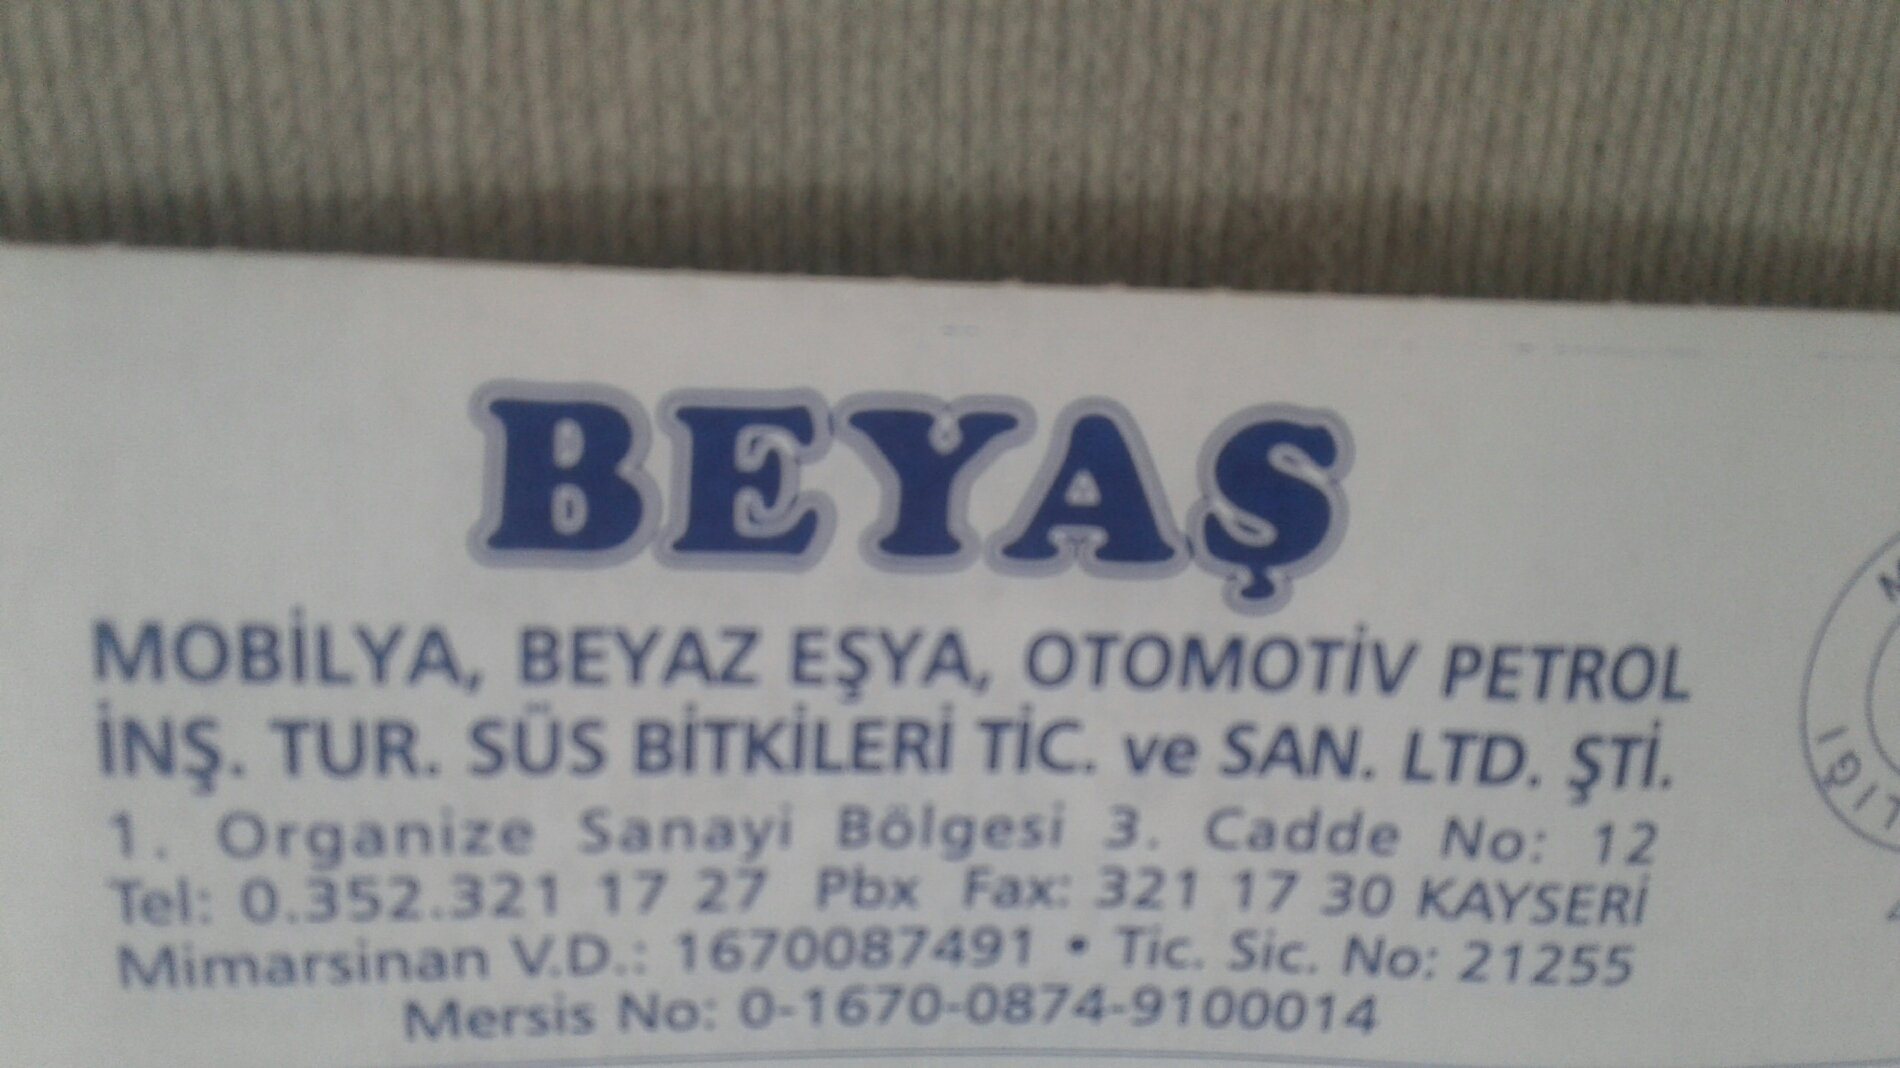 BEYAŞ
MOBİLYA, BEYAZ EŞYA, OTOMOTİV PETROL
İNŞ. TUR. SÜS BİTKİLERİ TİC. ve SAN. LTD. ŞTİ.
1. Organize Sanayi Bölgesi 3. Cadde No: 12
Tel: 0.352.321 17 27 Pbx Fax: 321 17 30 KAYSERİ
Mimarsinan V.D.: 1670087491 • Tic. Sic. No: 21255
Mersis No: 0-1670-0874-9100014